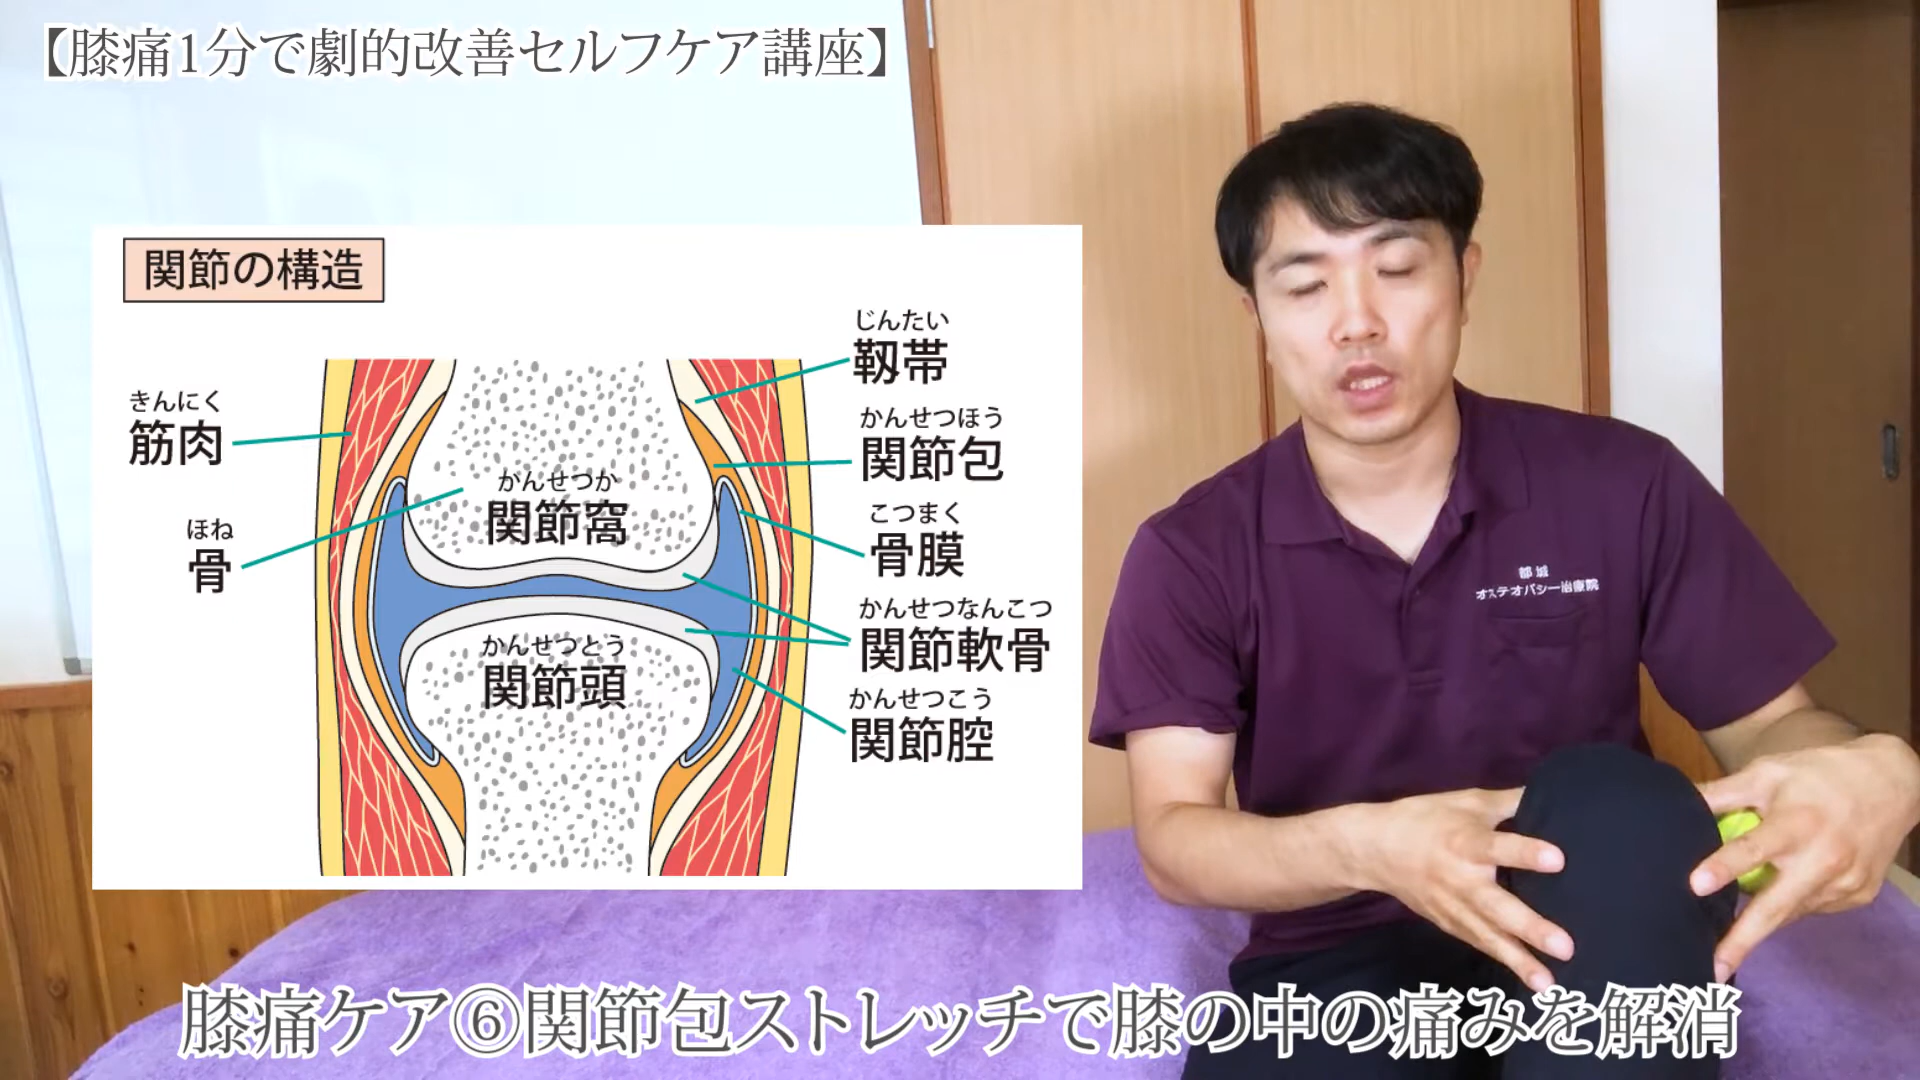 【膝痛1分で劇的改善セルフケア講座】
関節の構造
じんたい
靱帯
きんにく
筋肉
かんせつほう
関節包
かんせつか
関節窩
こつまく
骨膜
ほね
骨
かんせつなんこつ
関節軟骨
かんせつとう
関節頭
かんせつこう
関節腔
都城
オステオパシー治療院
膝痛ケア⑥関節包ストレッチで膝の中の痛みを解消